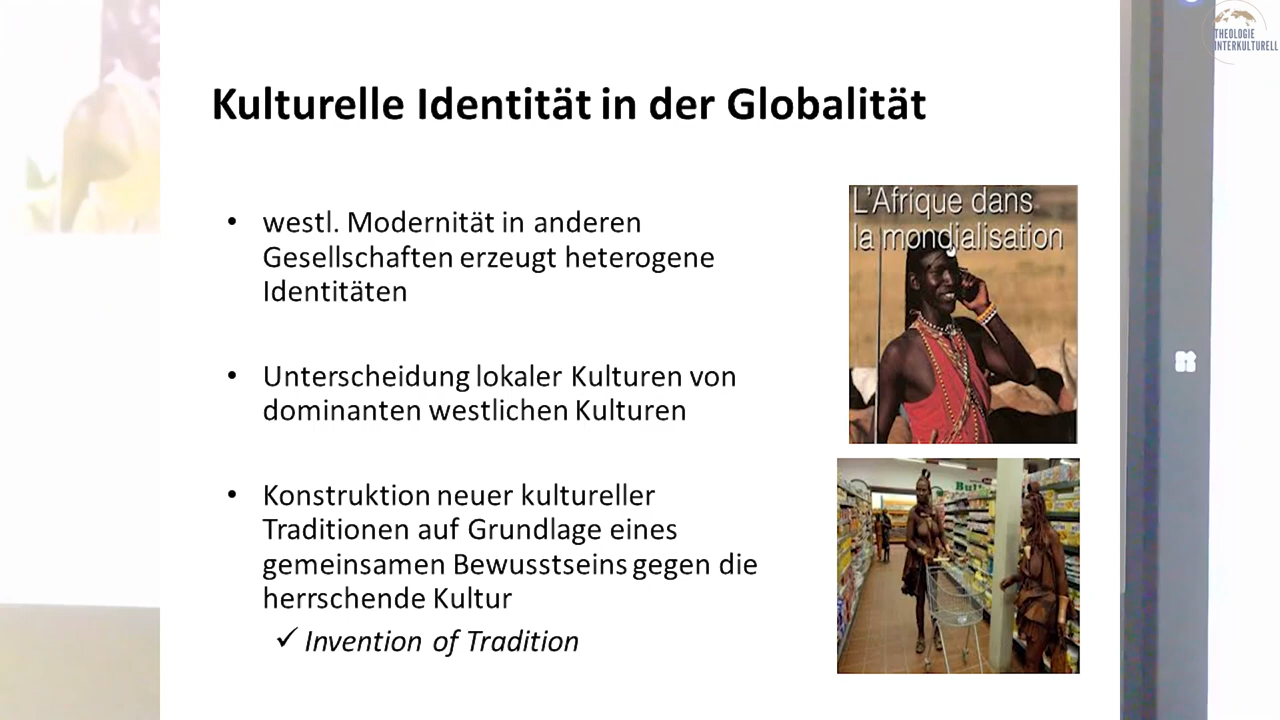 THEOLOGIE
INTERKULTURELL
Kulturelle Identität in der Globalität
• westl. Modernität in anderen
Gesellschaften erzeugt heterogene
Identitäten
• Unterscheidung lokaler Kulturen von
dominanten westlichen Kulturen
• Konstruktion neuer kultureller
Traditionen auf Grundlage eines
gemeinsamen Bewusstseins gegen die
herrschende Kultur
✓ Invention of Tradition
L'Afrique dans
la mondialisation